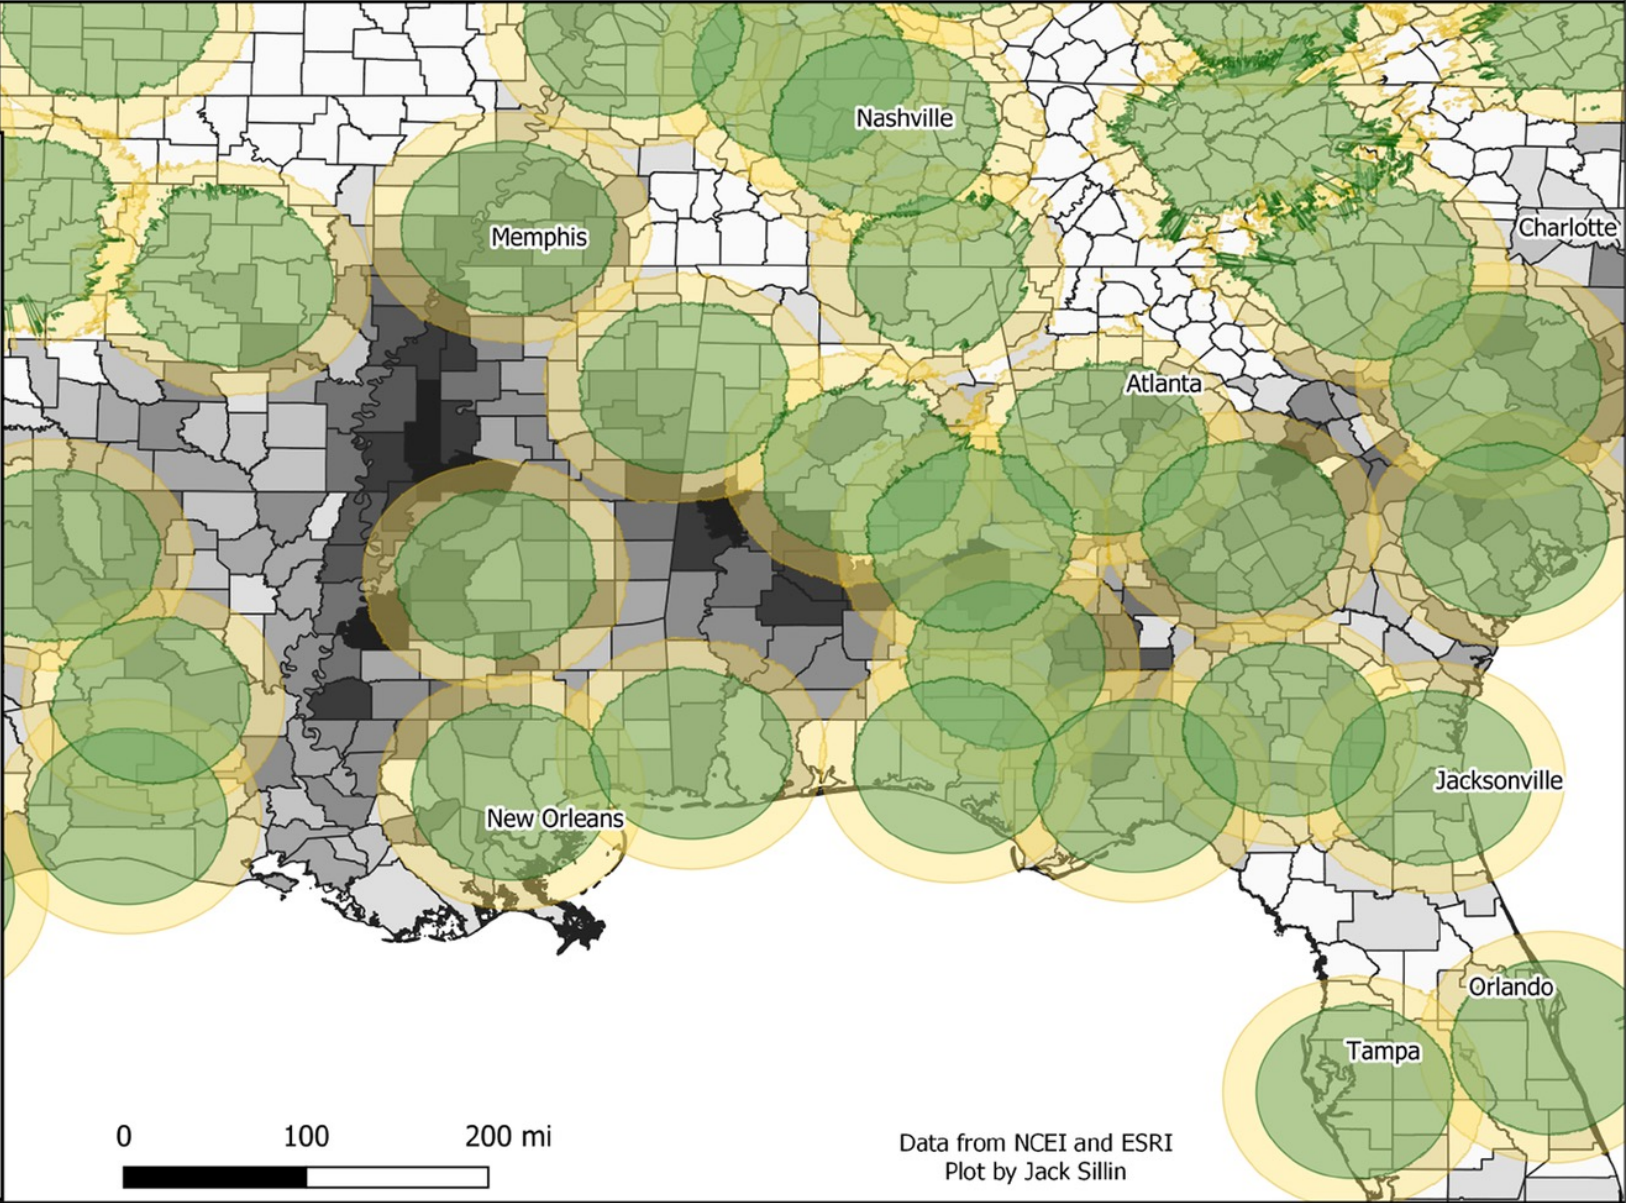 Nashville
Charlotte
Memphis
Atlanta
Jacksonville
New Orleans
Orlando
Tampa
0 100 200 mi
Data from NCEI and ESRI
Plot by Jack Sillin